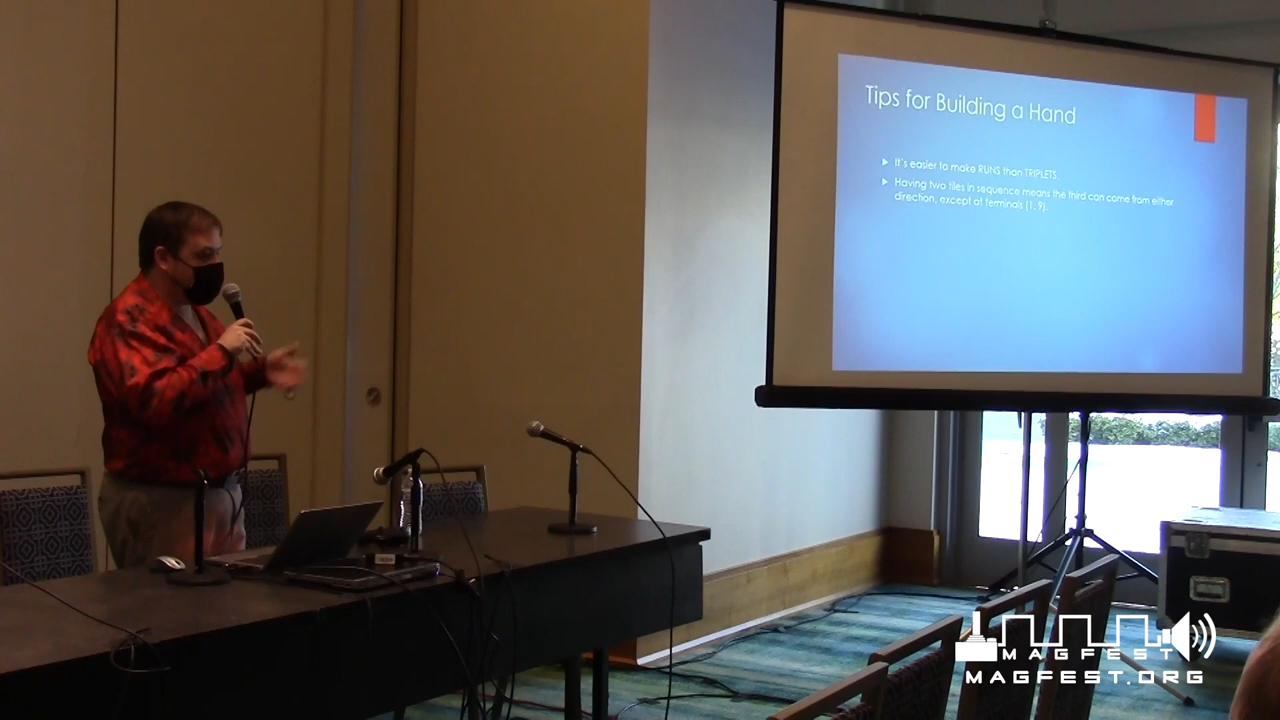 Tips for Building a Hand
It's easier to make RUNS than TRIPLETS.
Having two tiles in sequence means the third can come from either
direction, except at terminals (1, 9).
MAGFEST
MAGFEST.ORG